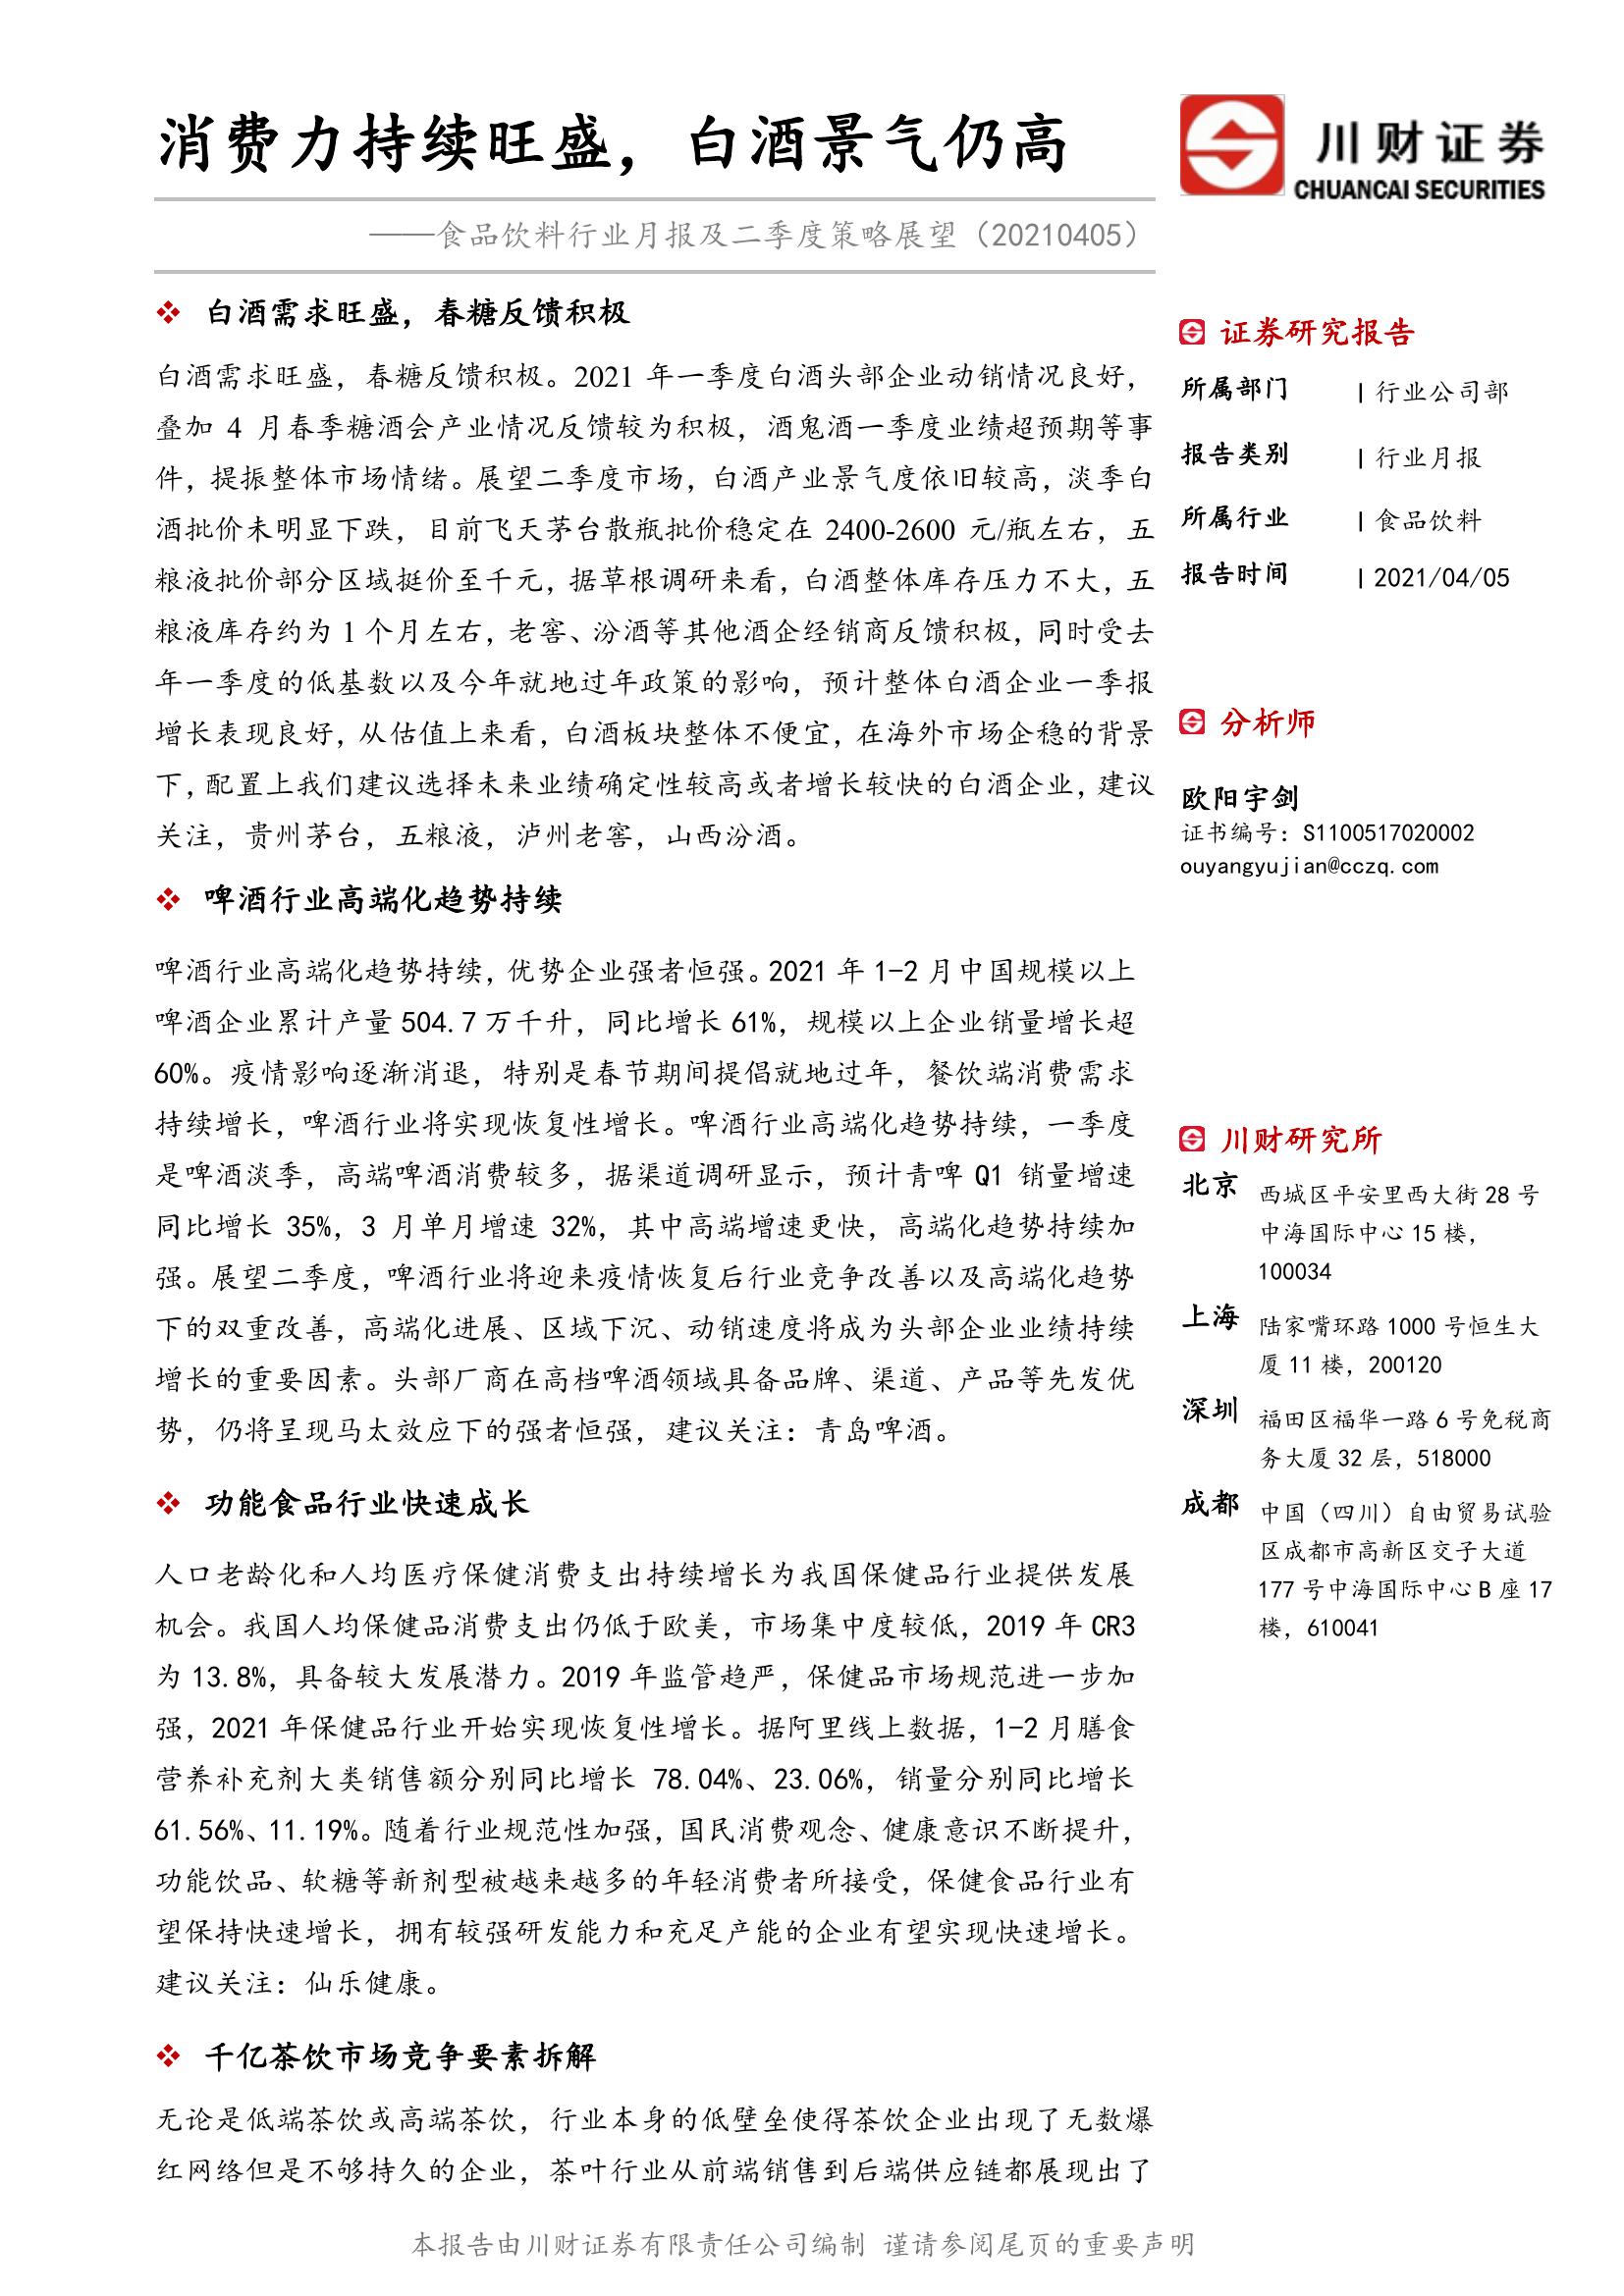 消费力持续旺盛，白酒景气仍高
——食品饮料行业月报及二季度策略展望（20210405）
白酒需求旺盛，春糖反馈积极
白酒需求旺盛，春糖反馈积极。2021 年一季度白酒头部企业动销情况良好，
叠加 4 月春季糖酒会产业情况反馈较为积极，酒鬼酒一季度业绩超预期等事
件，提振整体市场情绪。展望二季度市场，白酒产业景气度依旧较高，淡季白
酒批价未明显下跌，目前飞天茅台散瓶批价稳定在 2400-2600 元/瓶左右，五
粮液批价部分区域挺价至千元，据草根调研来看，白酒整体库存压力不大，五
粮液库存约为 1 个月左右，老窖、汾酒等其他酒企经销商反馈积极，同时受去
年一季度的低基数以及今年就地过年政策的影响，预计整体白酒企业一季报
增长表现良好，从估值上来看，白酒板块整体不便宜，在海外市场企稳的背景
下，配置上我们建议选择未来业绩确定性较高或者增长较快的白酒企业，建议
关注，贵州茅台，五粮液，泸州老窖，山西汾酒。
啤酒行业高端化趋势持续
啤酒行业高端化趋势持续，优势企业强者恒强。2021 年 1-2 月中国规模以上
啤酒企业累计产量 504.7 万千升，同比增长 61%，规模以上企业销量增长超
60%。疫情影响逐渐消退，特别是春节期间提倡就地过年，餐饮端消费需求
持续增长，啤酒行业将实现恢复性增长。啤酒行业高端化趋势持续，一季度
是啤酒淡季，高端啤酒消费较多，据渠道调研显示，预计青啤 Q1 销量增速
同比增长 35%，3 月单月增速 32%，其中高端增速更快，高端化趋势持续加
强。展望二季度，啤酒行业将迎来疫情恢复后行业竞争改善以及高端化趋势
下的双重改善，高端化进展、区域下沉、动销速度将成为头部企业业绩持续
增长的重要因素。头部厂商在高档啤酒领域具备品牌、渠道、产品等先发优
势，仍将呈现马太效应下的强者恒强，建议关注：青岛啤酒。
功能食品行业快速成长
人口老龄化和人均医疗保健消费支出持续增长为我国保健品行业提供发展
机会。我国人均保健品消费支出仍低于欧美，市场集中度较低，2019 年 CR3
为 13.8%，具备较大发展潜力。2019 年监管趋严，保健品市场规范进一步加
强，2021 年保健品行业开始实现恢复性增长。据阿里线上数据，1-2 月膳食
营养补充剂大类销售额分别同比增长 78.04%、23.06%，销量分别同比增长
61.56%、11.19%。随着行业规范性加强，国民消费观念、健康意识不断提升，
功能饮品、软糖等新剂型被越来越多的年轻消费者所接受，保健食品行业有
望保持快速增长，拥有较强研发能力和充足产能的企业有望实现快速增长。
建议关注：仙乐健康。
千亿茶饮市场竞争要素拆解
无论是低端茶饮或高端茶饮，行业本身的低壁垒使得茶饮企业出现了无数爆
红网络但是不够持久的企业，茶叶行业从前端销售到后端供应链都展现出了
川财证券
CHUANCAI SECURITIES
证券研究报告
所属部门 | 行业公司部
报告类别 | 行业月报
所属行业 | 食品饮料
报告时间 | 2021/04/05
分析师
欧阳宇剑
证书编号：S1100517020002
ouyangyujian@cczq.com
川财研究所
北京 西城区平安里西大街 28 号
中海国际中心 15 楼，
100034
上海 陆家嘴环路 1000 号恒生大
厦 11 楼，200120
深圳 福田区福华一路 6 号免税商
务大厦 32 层，518000
成都 中国（四川）自由贸易试验
区成都市高新区交子大道
177 号中海国际中心 B 座 17
楼，610041
本报告由川财证券有限责任公司编制 谨请参阅尾页的重要声明